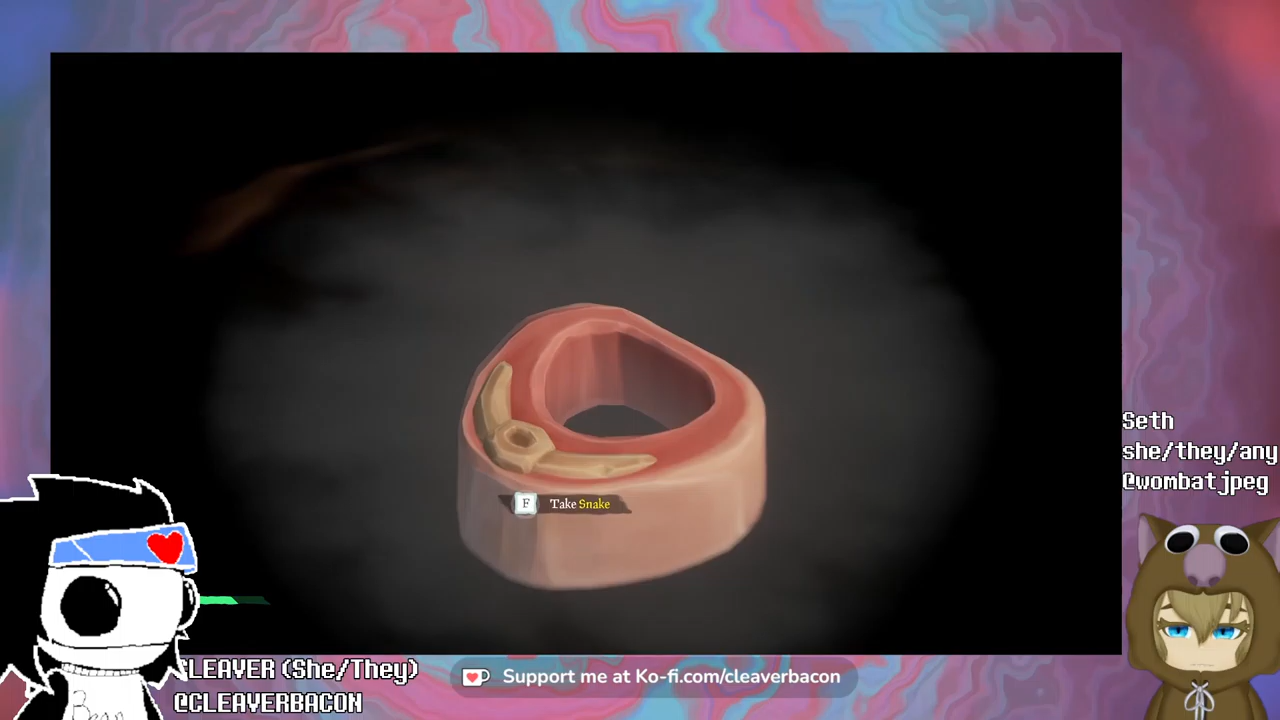 F Take Snake
Seth
she/they/any
@wombatjpeg
CLEAVER (She/They)
@CLEAVERBACON
Support me at Ko-fi.com/cleaverbacon